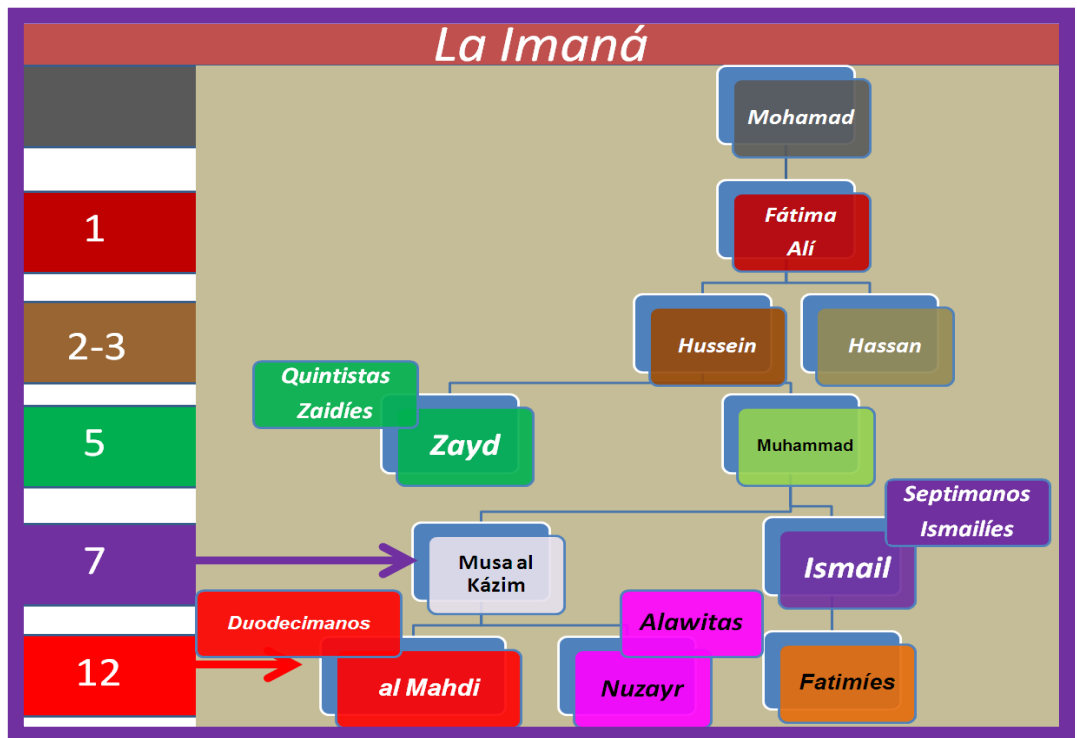 La Imaná
Mohamad
1
Fátima
Alí
2-3
Hussein
Hassan
Quintistas
Zaidíes
5
Zayd
Muhammad
Septimanos
Ismailíes
7
Musa al
Kázim
Ismail
Duodecimanos
Alawitas
12
al Mahdi
Nuzayr
Fatimíes